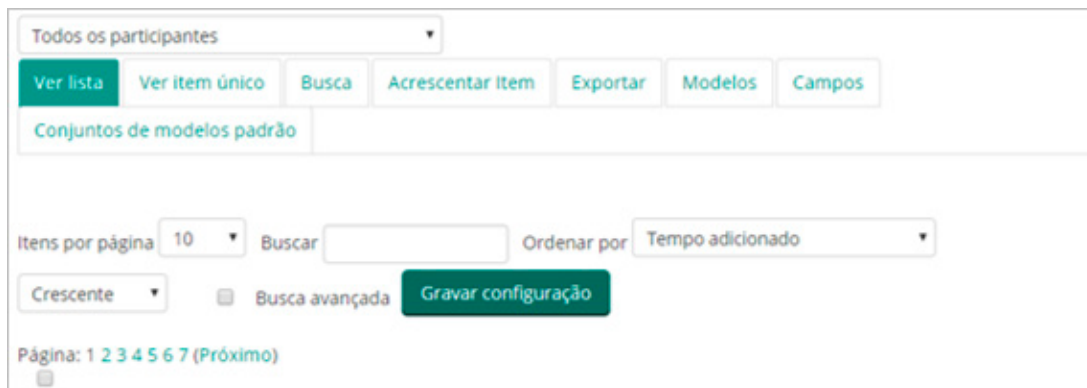 Todos os participantes
Ver lista Ver item único Busca Acrescentar Item Exportar Modelos Campos
Conjuntos de modelos padrão
Itens por página 10 Buscar Ordenar por Tempo adicionado
Crescente Busca avançada Gravar configuração
Página: 1 2 3 4 5 6 7 (Próximo)